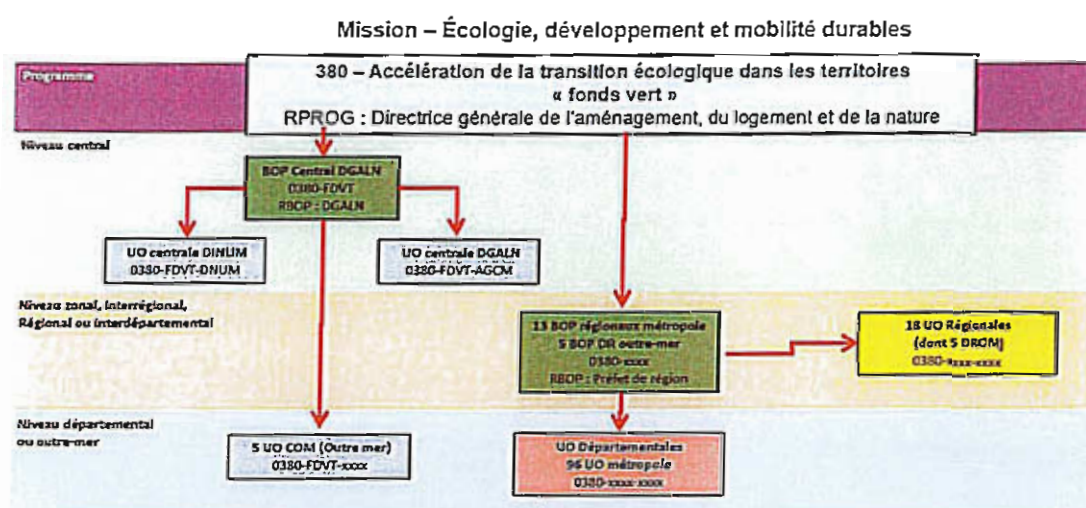 Mission – Écologie, développement et mobilité durables
Programme
380 – Accélération de la transition écologique dans les territoires
« fonds vert »
RPROG : Directrice générale de l'aménagement, du logement et de la nature
Niveau central
BOP Central DGALN
0380-FDVT
RBOP : DGALN
UO centrale DINUM
0380-FDVT-DNUM
UO centrale DGALN
0380-FDVT-AGCM
Niveau zonal, interrégional,
Régional ou interdépartemental
13 BOP régionaux métropole
5 BOP DR outre-mer
0380-xxxx
RBOP : Préfet de région
18 UO Régionales
(dont 5 DROM)
0380-xxxx-xxxx
Niveau départemental
ou outre-mer
5 UO COM (Outre mer)
0380-FDVT-xxxx
UO Départementales
96 UO métropole
0380-xxxx-xxxx